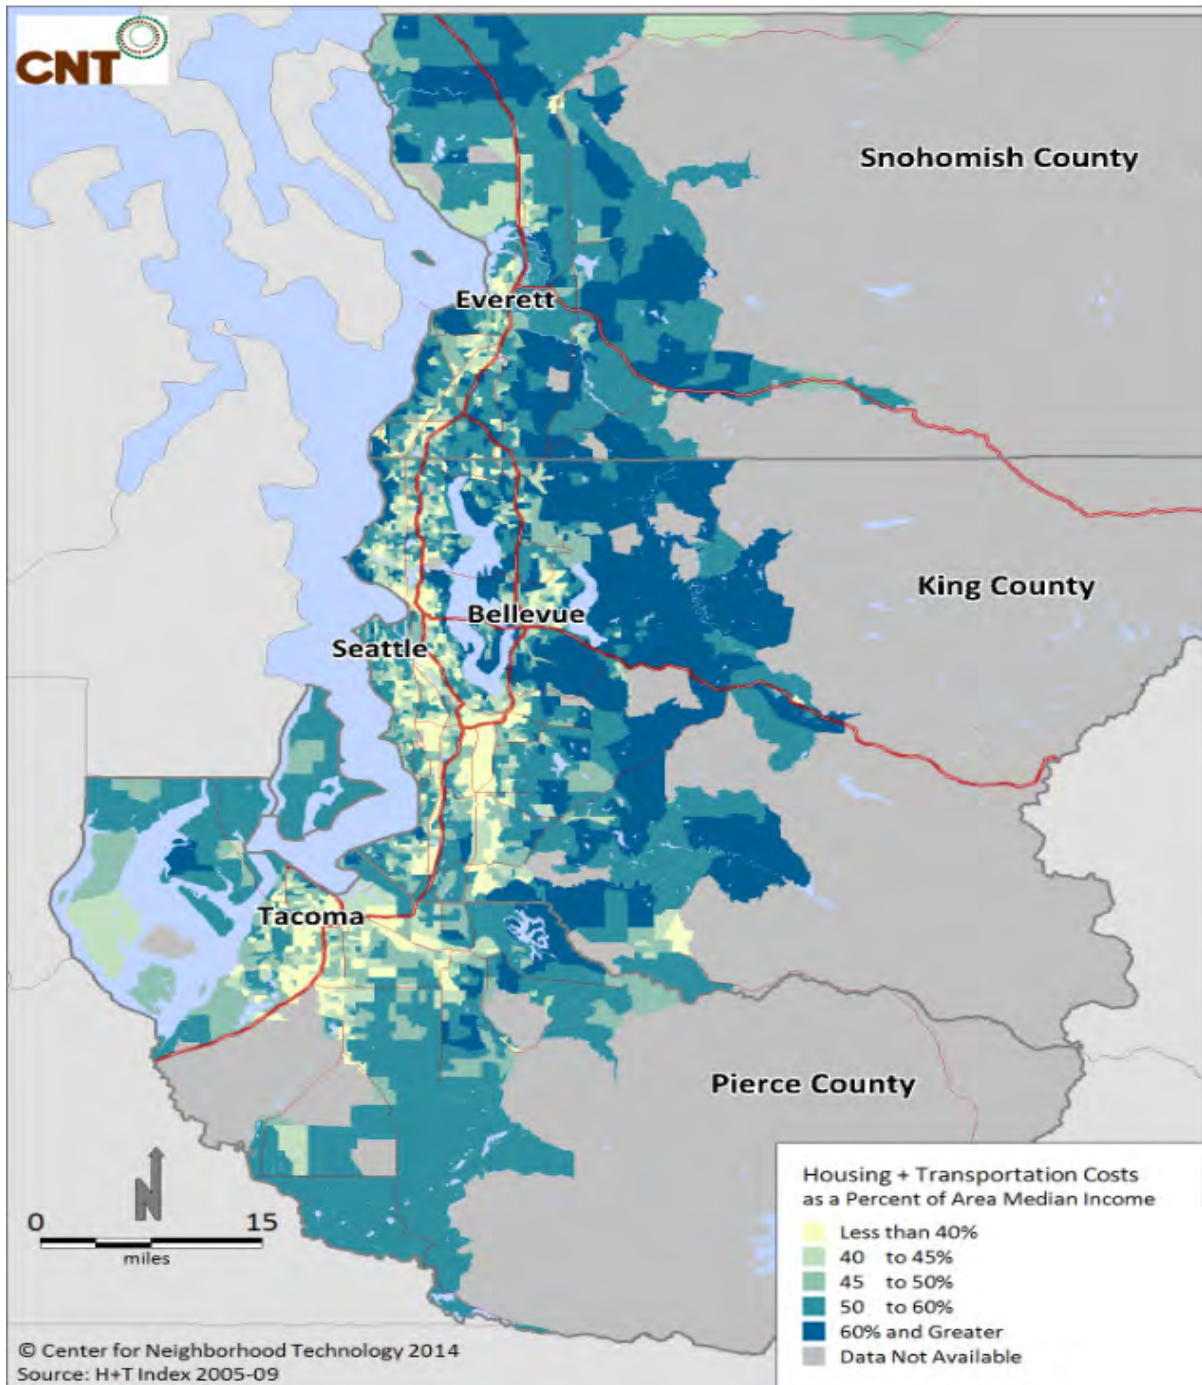 CNT
Snohomish County
Everett
King County
Bellevue
Seattle
Tacoma
Pierce County
N
0 15
miles
Housing + Transportation Costs
as a Percent of Area Median Income
Less than 40%
40 to 45%
45 to 50%
50 to 60%
60% and Greater
Data Not Available
© Center for Neighborhood Technology 2014
Source: H+T Index 2005-09